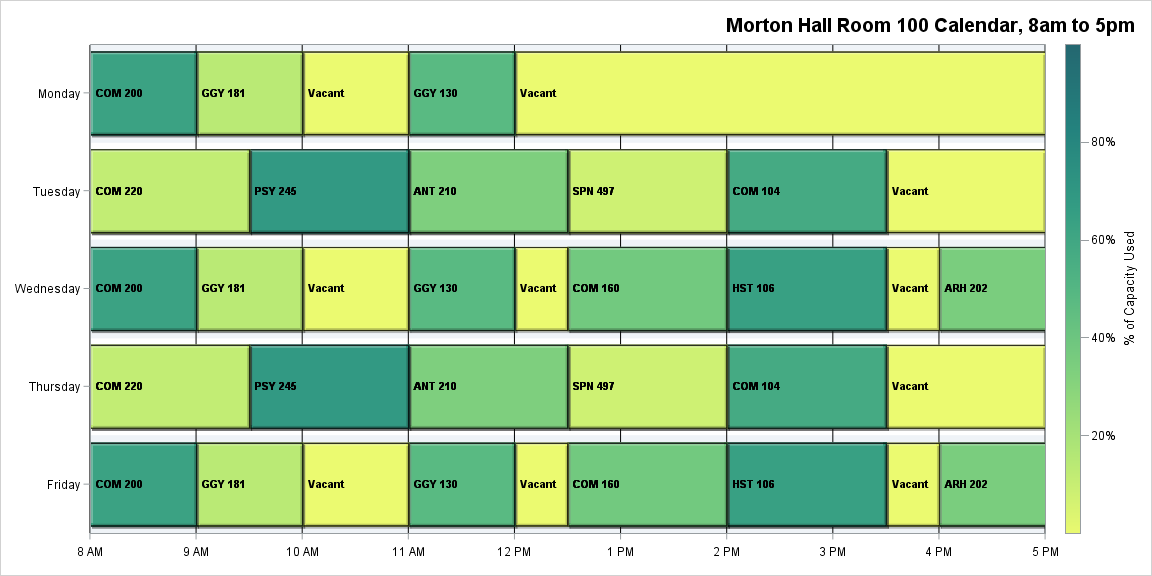 Morton Hall Room 100 Calendar, 8am to 5pm
Monday
COM 200
GGY 181
Vacant
GGY 130
Vacant
Tuesday
COM 220
PSY 245
ANT 210
SPN 497
COM 104
Vacant
Wednesday
COM 200
GGY 181
Vacant
GGY 130
Vacant
COM 160
HST 106
Vacant
ARH 202
Thursday
COM 220
PSY 245
ANT 210
SPN 497
COM 104
Vacant
Friday
COM 200
GGY 181
Vacant
GGY 130
Vacant
COM 160
HST 106
Vacant
ARH 202
8 AM
9 AM
10 AM
11 AM
12 PM
1 PM
2 PM
3 PM
4 PM
5 PM
80%
60%
40%
20%
% of Capacity Used